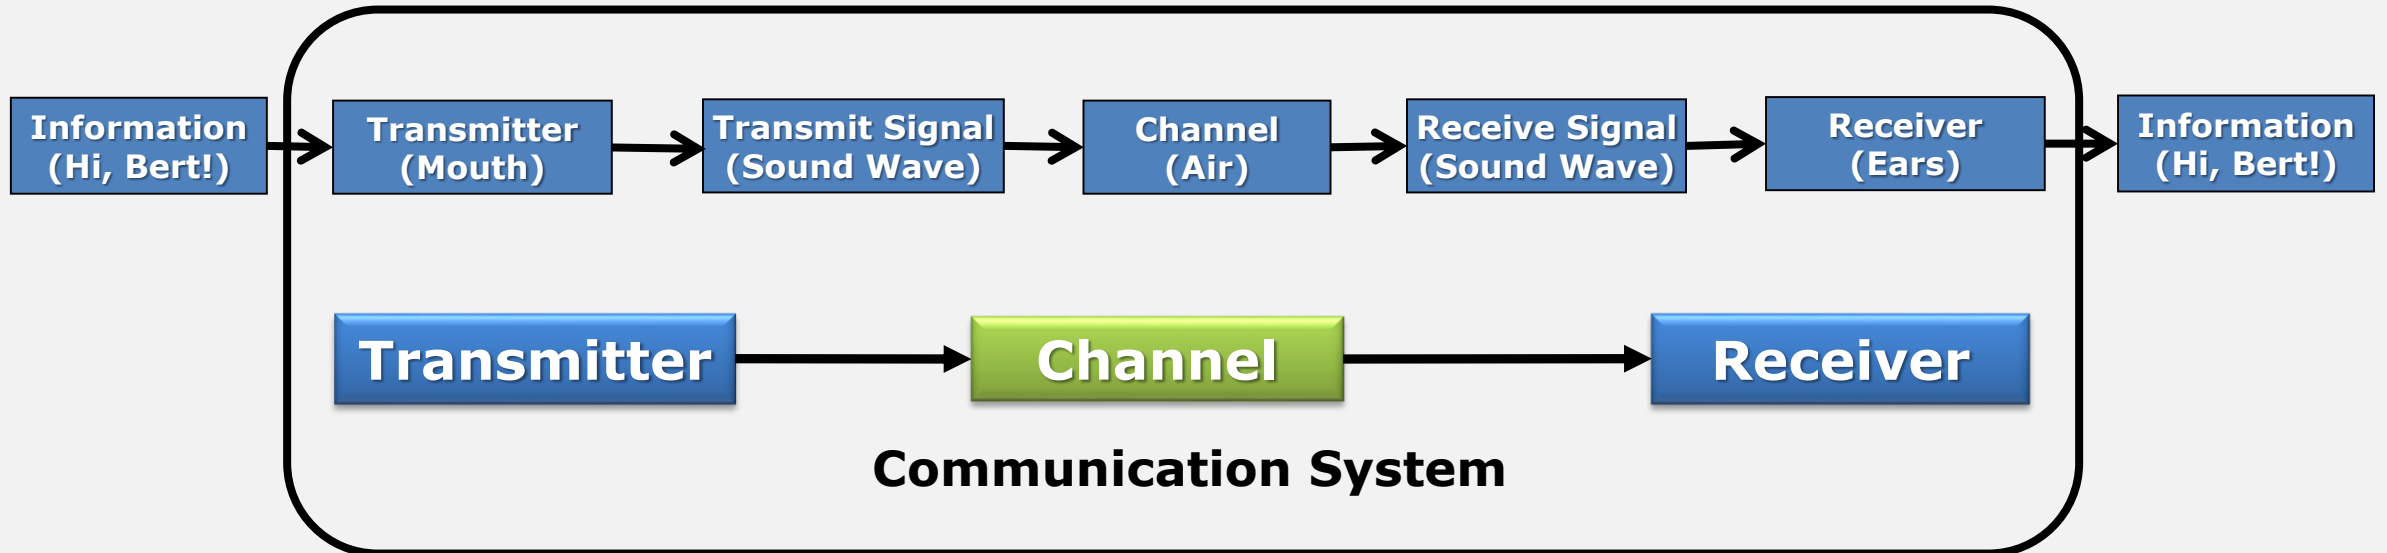 Information
(Hi, Bert!)
Transmitter
(Mouth)
Transmit Signal
(Sound Wave)
Channel
(Air)
Receive Signal
(Sound Wave)
Receiver
(Ears)
Information
(Hi, Bert!)
Transmitter
Channel
Receiver
Communication System